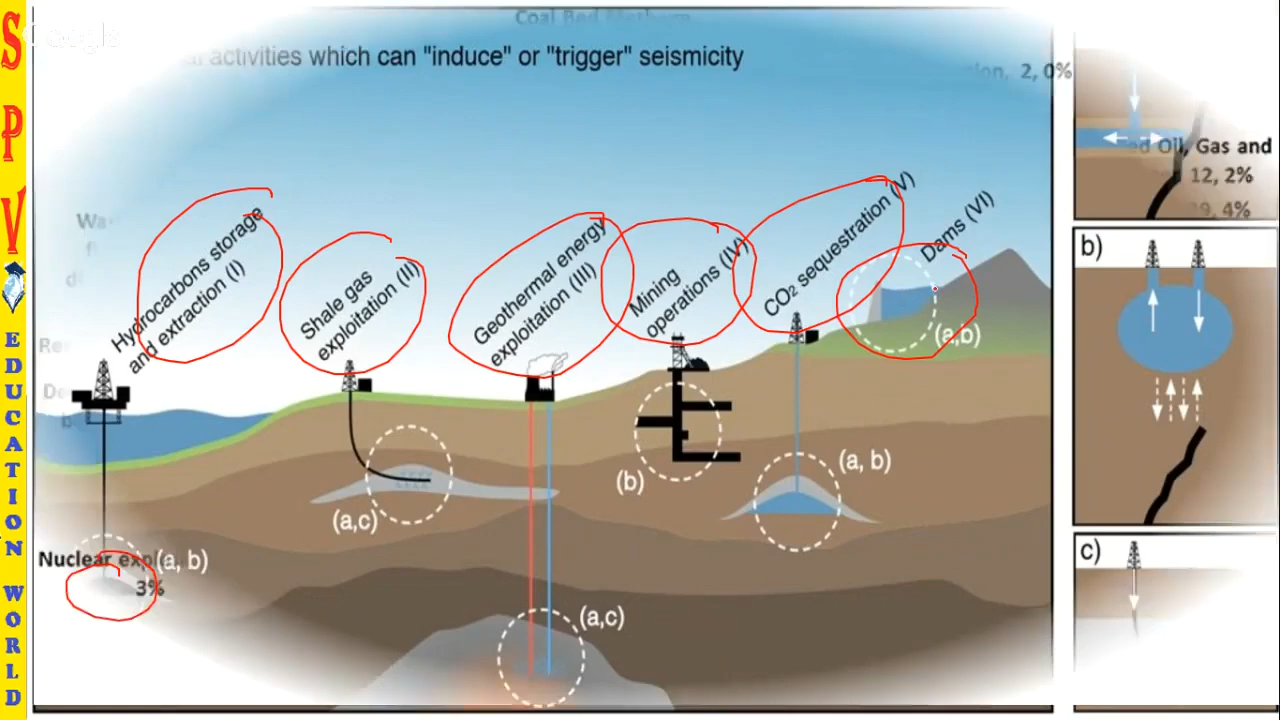 S
P
V
EDUCATION
WORLD
Google
Coal Bed Methane
activities which can "induce" or "trigger" seismicity
2, 0%
Hydrocarbons storage
and extraction (I)
Shale gas
exploitation (II)
Geothermal energy
exploitation (III)
Mining
operations (IV)
CO₂ sequestration (V)
Dams (VI)
(a,b)
(a,c)
(b)
(a, b)
Nuclear
(a, b)
3%
(a,c)
Oil, Gas and
12, 2%
4%
b)
c)